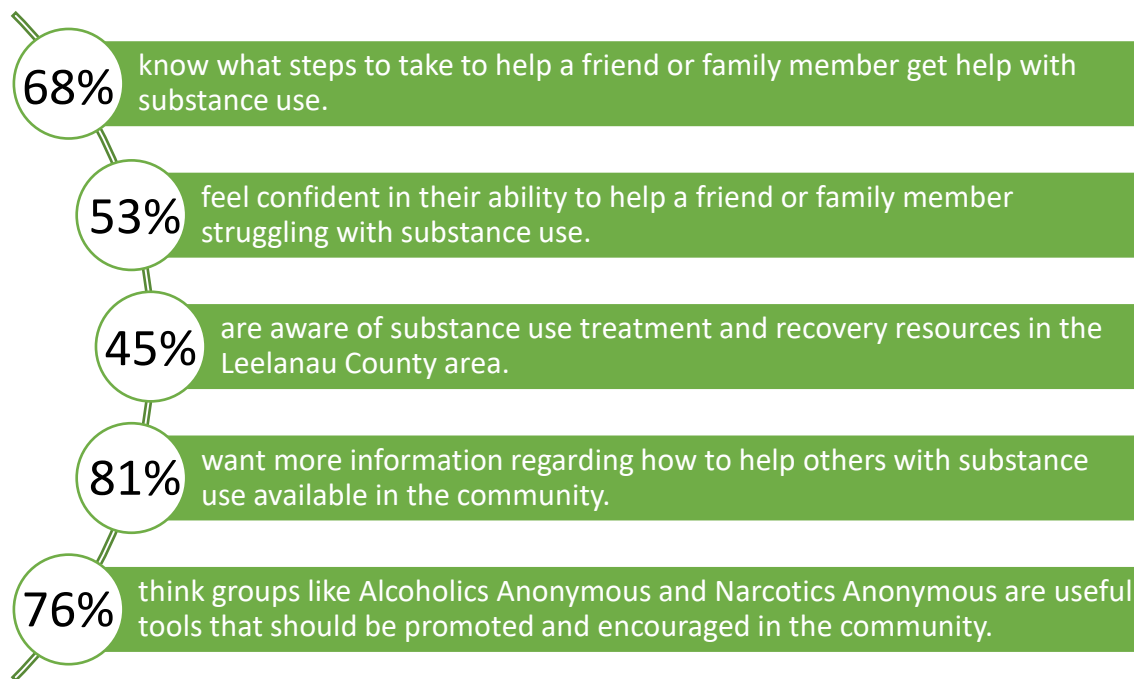 68%
know what steps to take to help a friend or family member get help with
substance use.
53%
feel confident in their ability to help a friend or family member
struggling with substance use.
45%
are aware of substance use treatment and recovery resources in the
Leelanau County area.
81%
want more information regarding how to help others with substance
use available in the community.
76%
think groups like Alcoholics Anonymous and Narcotics Anonymous are useful
tools that should be promoted and encouraged in the community.